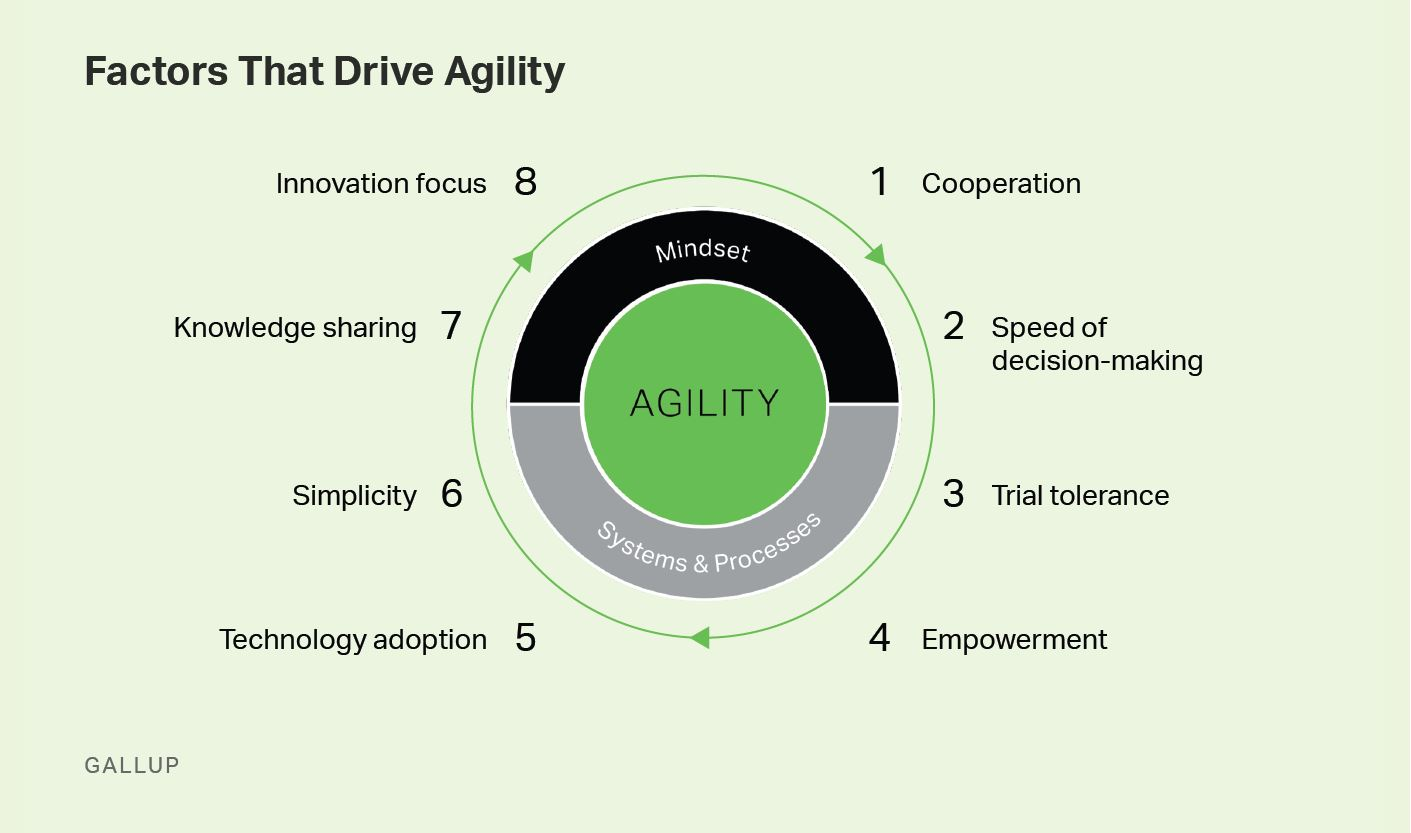 Factors That Drive Agility
1 Cooperation
2 Speed of
decision-making
3 Trial tolerance
4 Empowerment
Technology adoption 5
Simplicity 6
Knowledge sharing 7
Innovation focus 8
Mindset
AGILITY
Systems & Processes
GALLUP